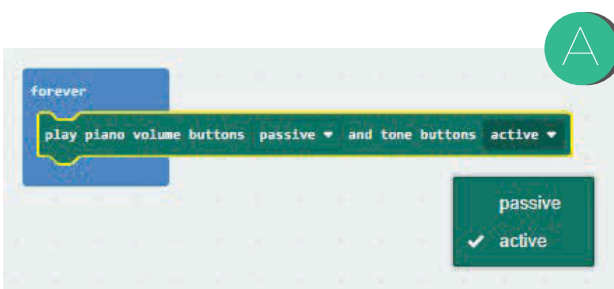 A
forever
play piano volume buttons passive and tone buttons active
passive
active